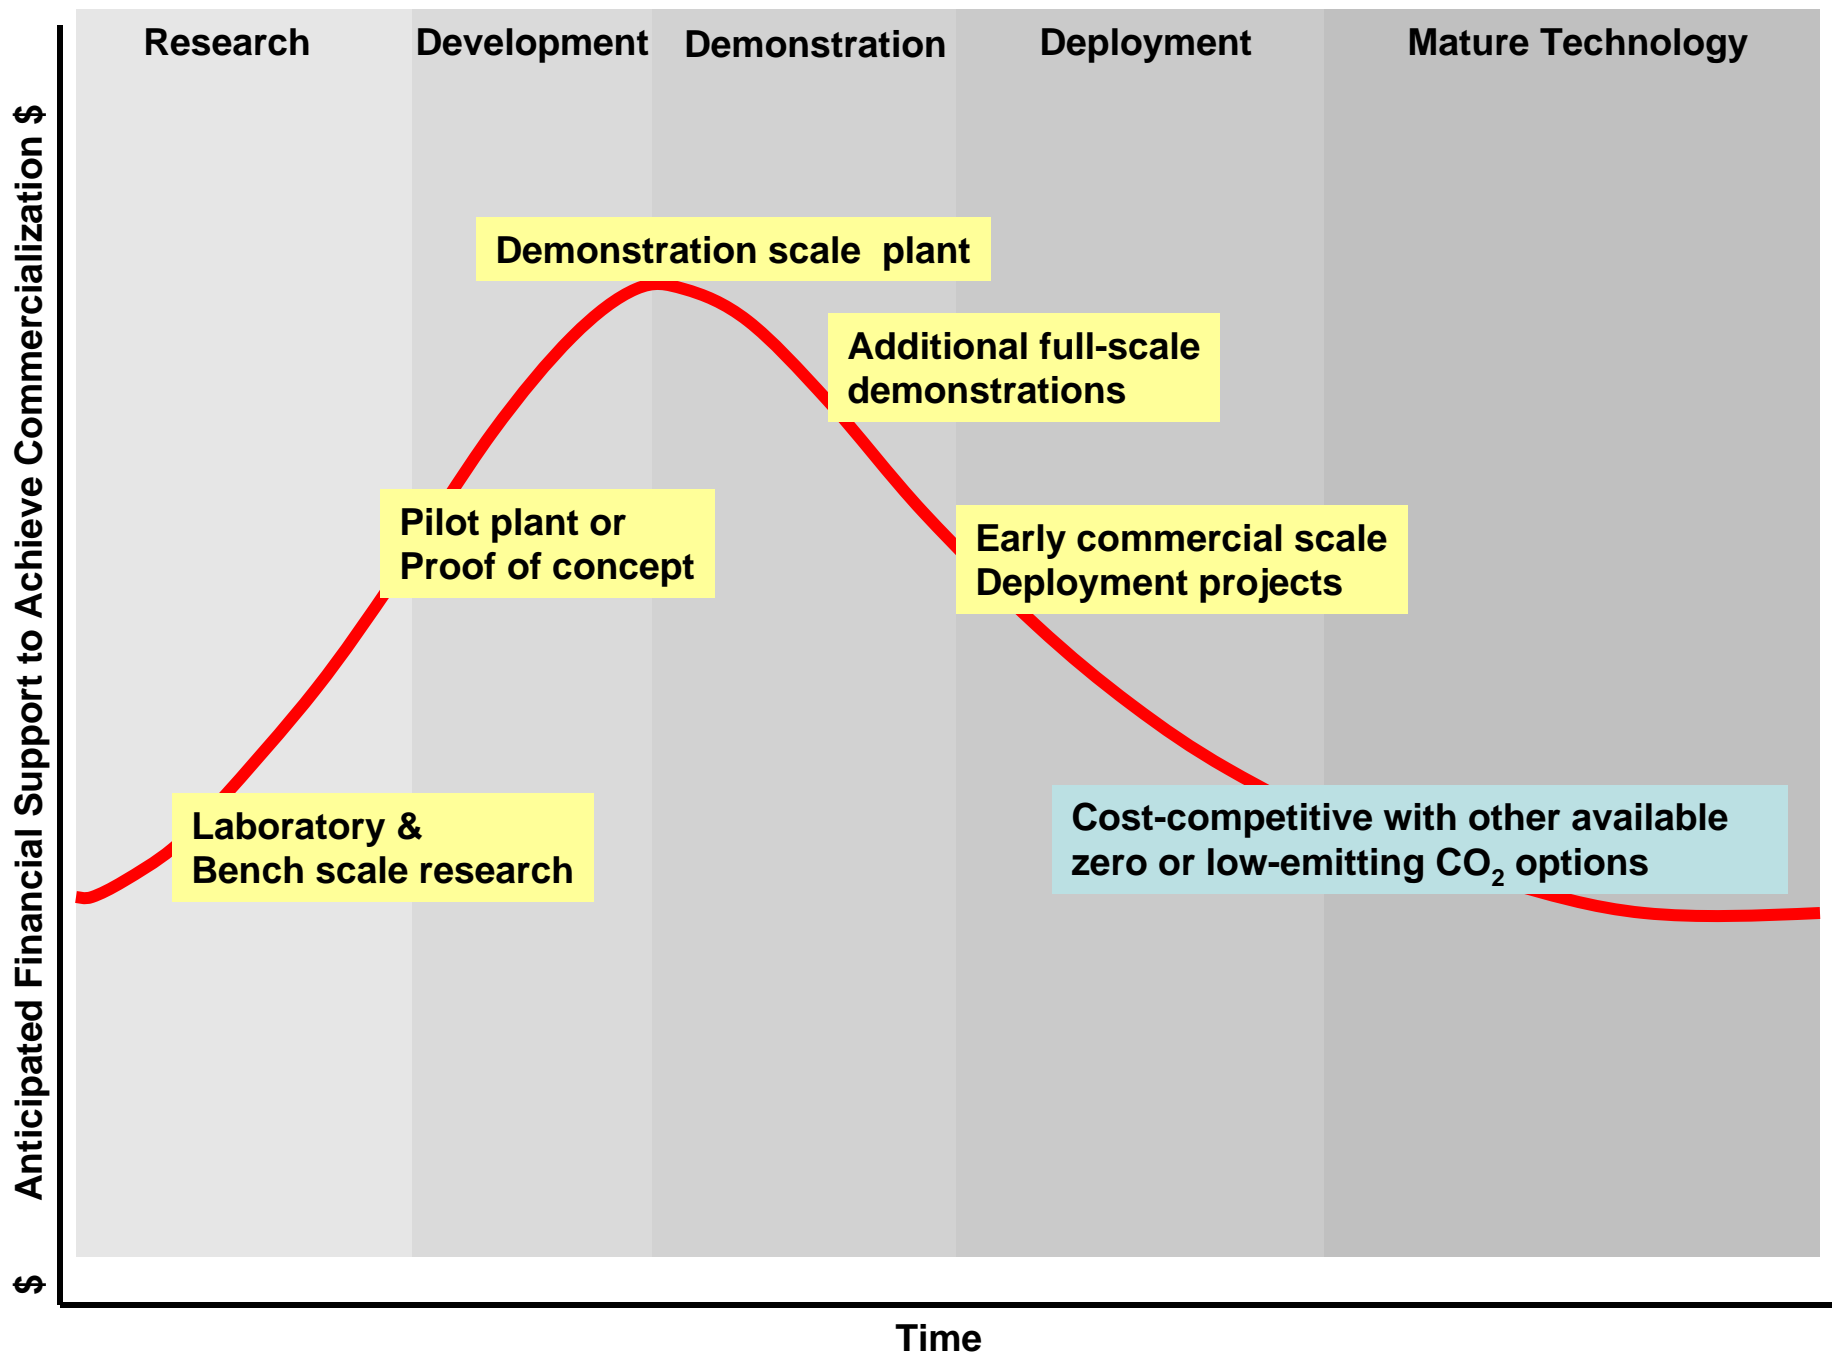 Research
Development
Demonstration
Deployment
Mature Technology
$ Anticipated Financial Support to Achieve Commercialization $
Demonstration scale  plant
Additional full-scale
demonstrations
Pilot plant or
Proof of concept
Early commercial scale
Deployment projects
Laboratory &
Bench scale research
Cost-competitive with other available
zero or low-emitting CO₂ options
Time